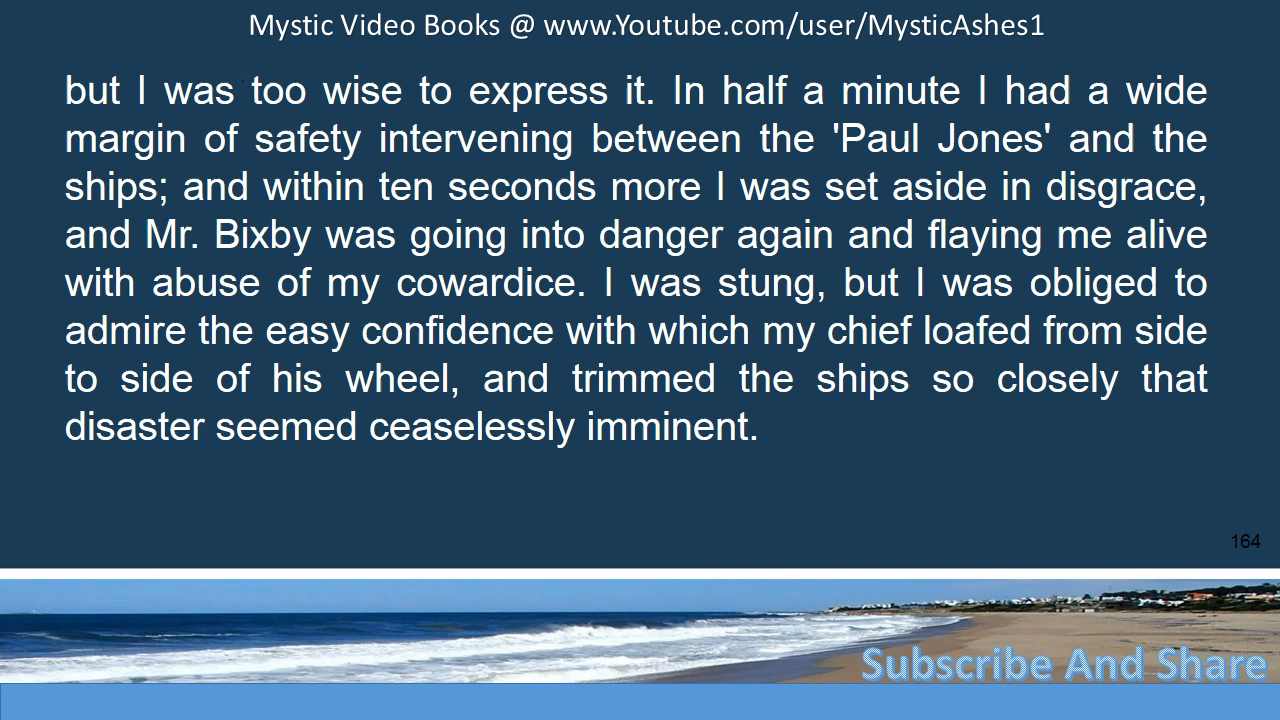 Mystic Video Books @ www.Youtube.com/user/MysticAshes1
but I was too wise to express it. In half a minute I had a wide
margin of safety intervening between the 'Paul Jones' and the
ships; and within ten seconds more I was set aside in disgrace,
and Mr. Bixby was going into danger again and flaying me alive
with abuse of my cowardice. I was stung, but I was obliged to
admire the easy confidence with which my chief loafed from side
to side of his wheel, and trimmed the ships so closely that
disaster seemed ceaselessly imminent.
164
Subscribe And Share